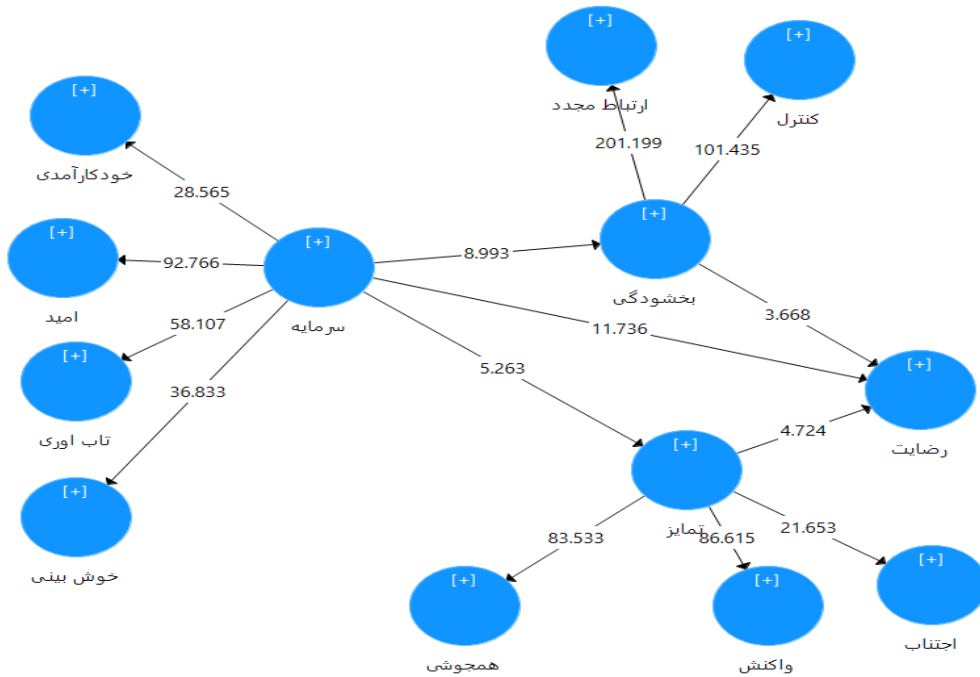 [+]
ارتباط مجدد
[+]
کنترل
[+]
خودکارآمدی
201.199
101.435
28.565
[+]
امید
92.766
[+]
سرمایه
8.993
[+]
بخشودگی
58.107
11.736
3.668
[+]
تاب اوری
36.833
5.263
[+]
رضایت
4.724
[+]
خوش بینی
[+]
تمایز
83.533
86.615
21.653
[+]
همجوشی
[+]
واکنش
[+]
اجتناب